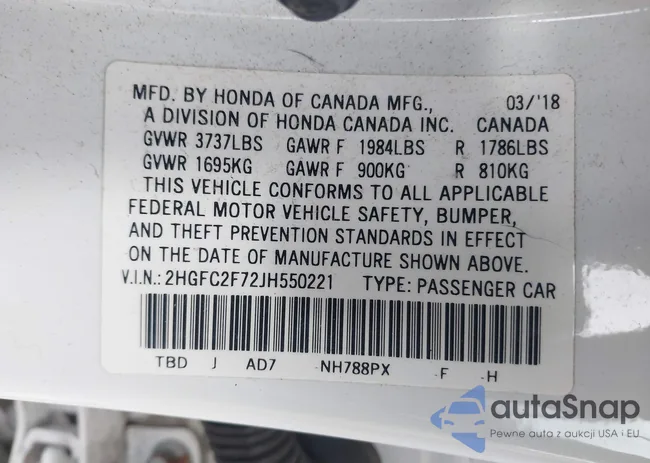 MFD. BY HONDA OF CANADA MFG., 03/'18
A DIVISION OF HONDA CANADA INC. CANADA
GVWR 3737LBS GAWR F 1984LBS R 1786LBS
GVWR 1695KG GAWR F 900KG R 810KG
THIS VEHICLE CONFORMS TO ALL APPLICABLE
FEDERAL MOTOR VEHICLE SAFETY, BUMPER,
AND THEFT PREVENTION STANDARDS IN EFFECT
ON THE DATE OF MANUFACTURE SHOWN ABOVE.
V.I.N.: 2HGFC2F72JH550221 TYPE: PASSENGER CAR
TBD J AD7 NH788PX F H
autaSnap
Pewne auta z aukcji USA i EU